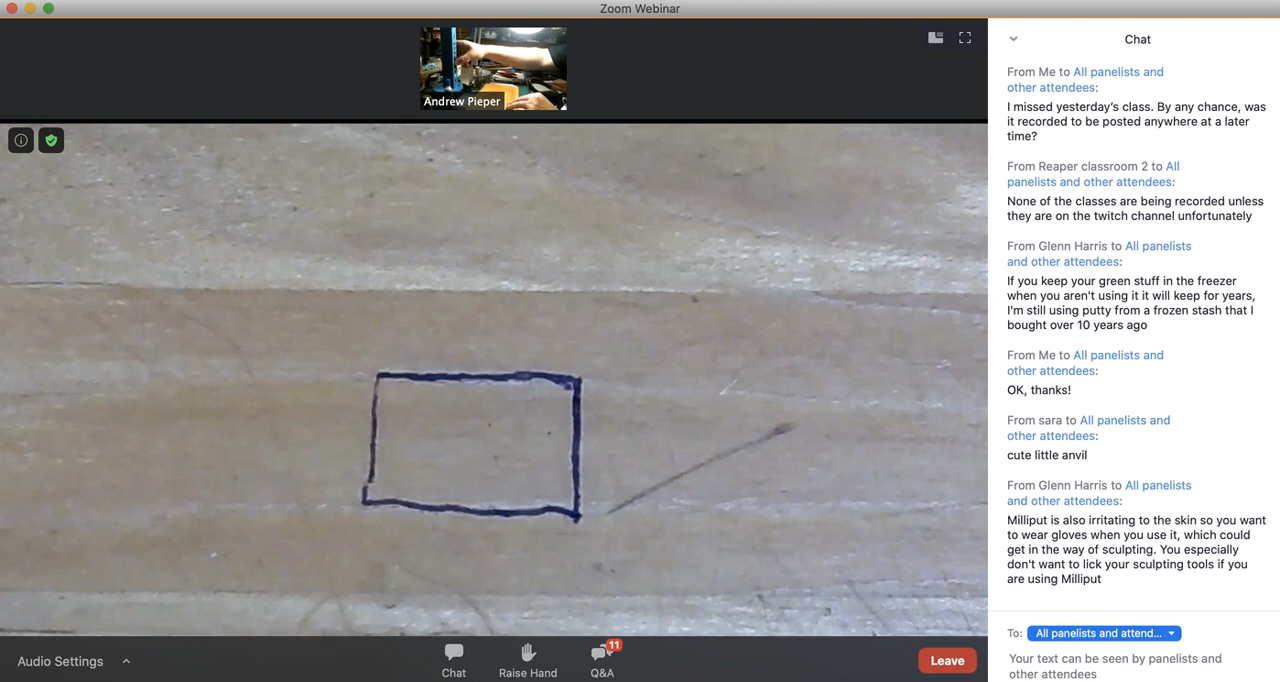 Zoom Webinar
Andrew Pieper
Chat
From Me to All panelists and
other attendees:
I missed yesterday's class. By any chance, was
it recorded to be posted anywhere at a later
time?
From Reaper classroom 2 to All
panelists and other attendees:
None of the classes are being recorded unless
they are on the twitch channel unfortunately
From Glenn Harris to All panelists
and other attendees:
If you keep your green stuff in the freezer
when you aren't using it it will keep for years,
I'm still using putty from a frozen stash that I
bought over 10 years ago
From Me to All panelists and
other attendees:
OK, thanks!
From sara to All panelists and
other attendees:
cute little anvil
From Glenn Harris to All panelists
and other attendees:
Milliput is also irritating to the skin so you want
to wear gloves when you use it, which could
get in the way of sculpting. You especially
don't want to lick your sculpting tools if you
are using Milliput
To: All panelists and attend...
Your text can be seen by panelists and
other attendees
Audio Settings
Chat
Raise Hand
11
Q&A
Leave